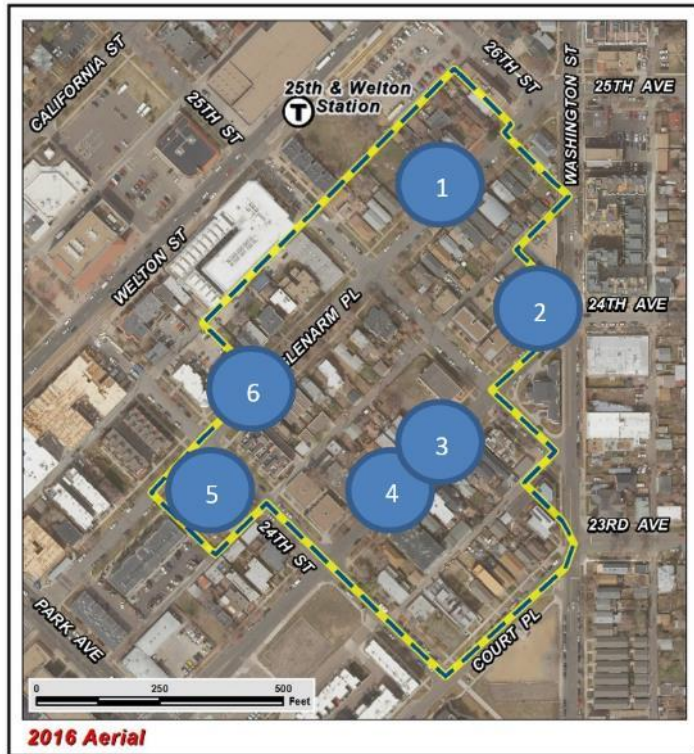 CALIFORNIA ST
25TH ST
25th & Welton
T Station
26TH ST
WASHINGTON ST
25TH AVE
1
WELTON ST
2
24TH AVE
GLENARM PL
6
3
4
5
24TH ST
23RD AVE
PARK AVE
COURT PL
0 250 500
Feet
2016 Aerial